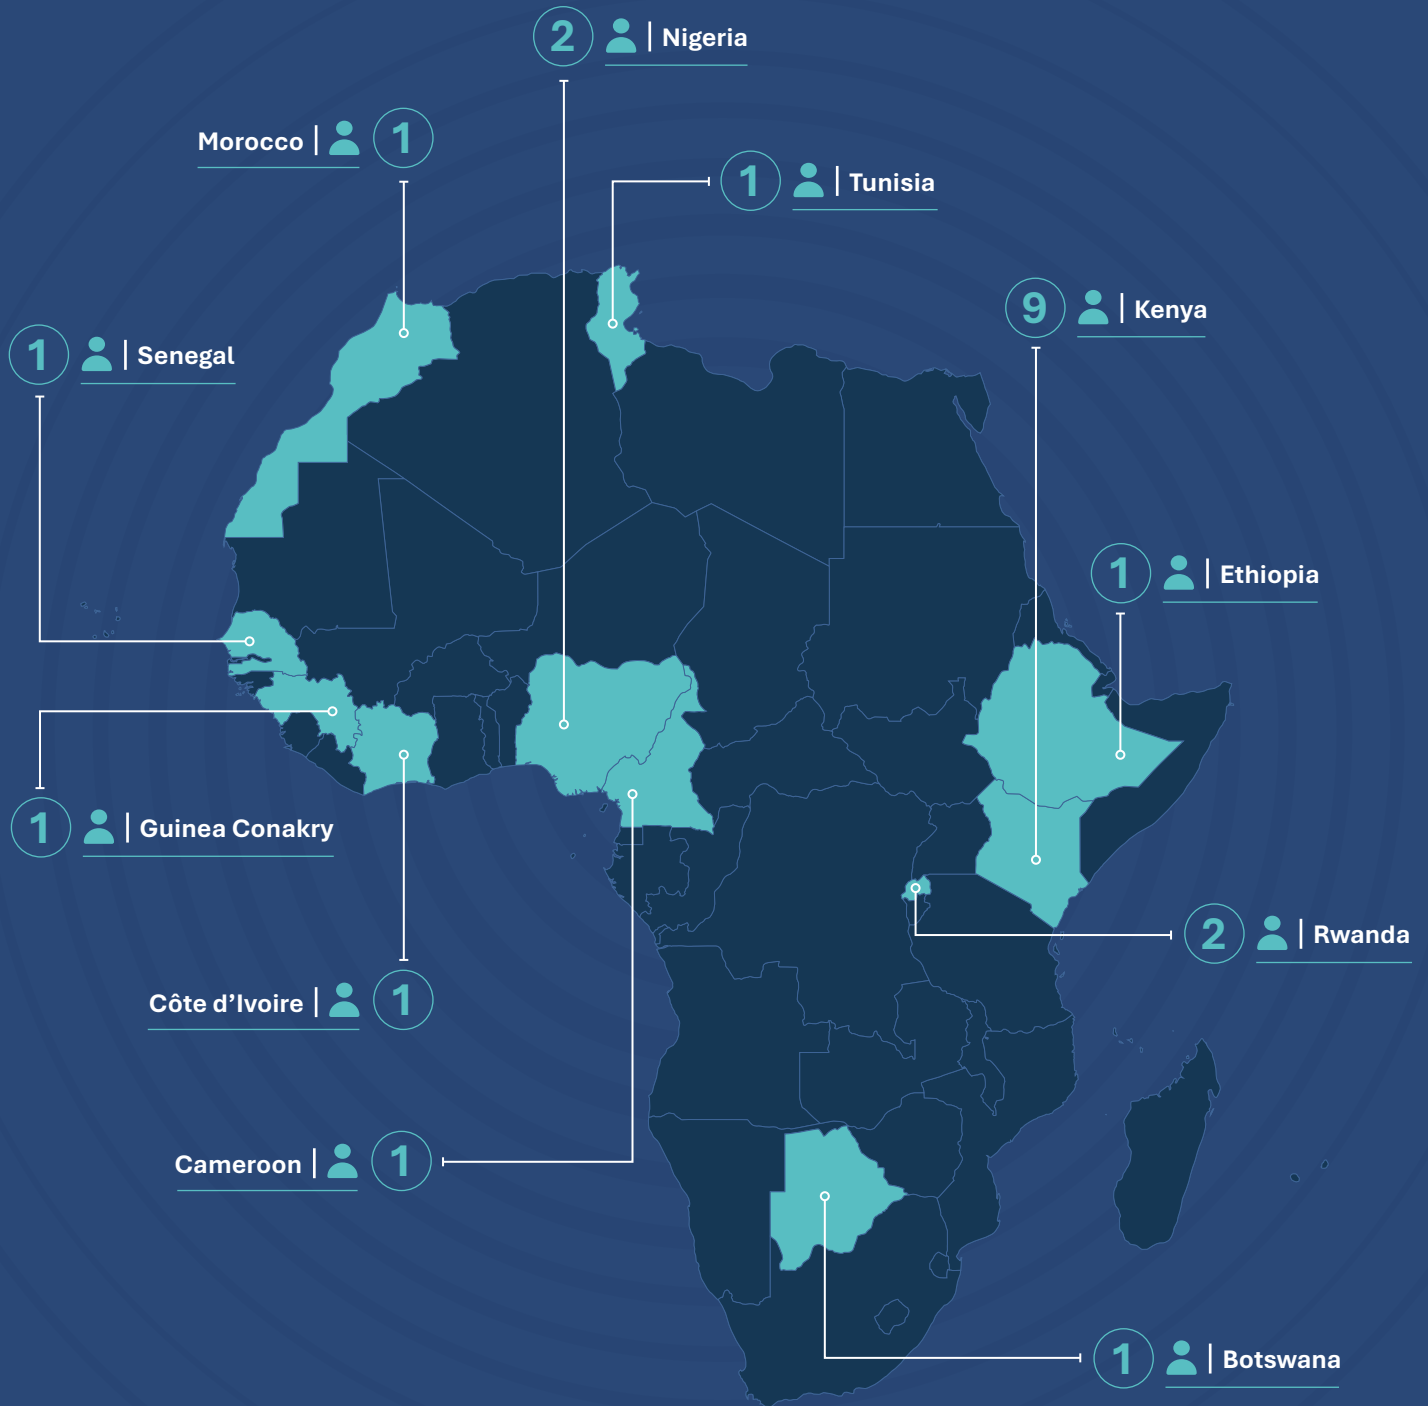 2 | Nigeria
Morocco | 1
1 | Tunisia
9 | Kenya
1 | Senegal
1 | Ethiopia
1 | Guinea Conakry
2 | Rwanda
Côte d’Ivoire | 1
Cameroon | 1
1 | Botswana